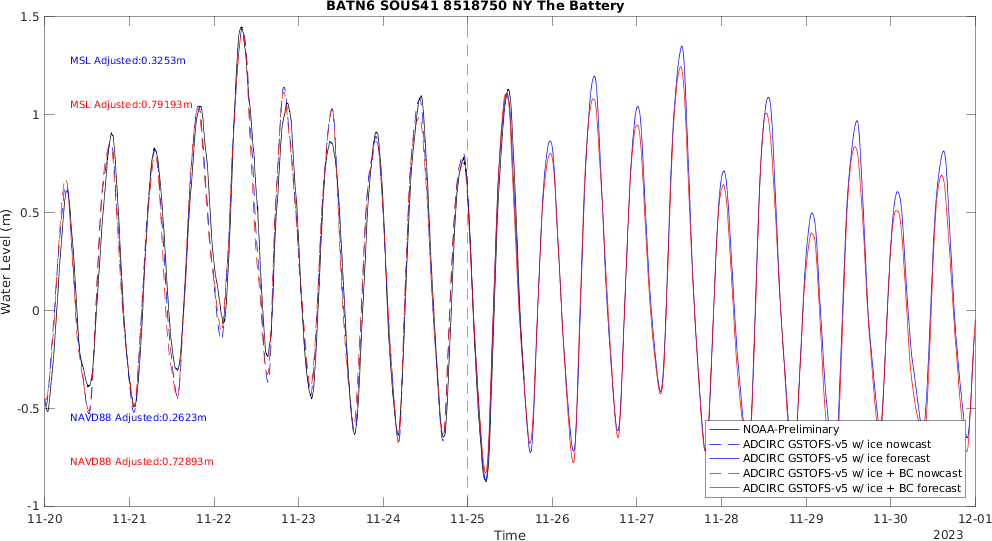 BATN6 SOUS41 8518750 NY The Battery
1.5
1
0.5
0
-0.5
-1
Water Level (m)
MSL Adjusted:0.3253m
MSL Adjusted:0.79193m
NAVD88 Adjusted:0.2623m
NAVD88 Adjusted:0.72893m
NOAA-Preliminary
ADCIRC GSTOFS-v5 w/ ice nowcast
ADCIRC GSTOFS-v5 w/ ice forecast
ADCIRC GSTOFS-v5 w/ ice + BC nowcast
ADCIRC GSTOFS-v5 w/ ice + BC forecast
11-20 11-21 11-22 11-23 11-24 11-25 11-26 11-27 11-28 11-29 11-30 12-01
Time
2023